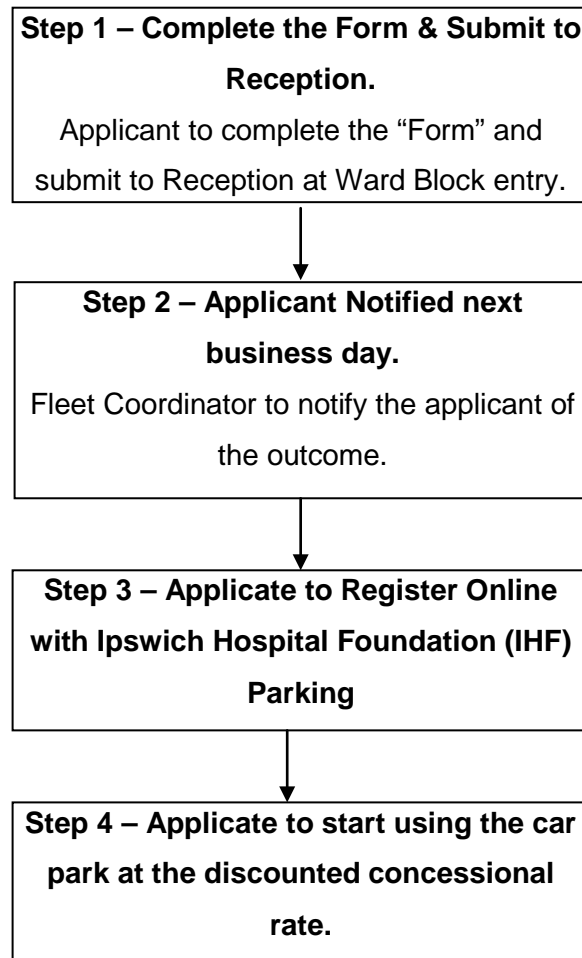 Step 1 – Complete the Form & Submit to
Reception.
Applicant to complete the “Form” and
submit to Reception at Ward Block entry.
Step 2 – Applicant Notified next
business day.
Fleet Coordinator to notify the applicant of
the outcome.
Step 3 – Applicate to Register Online
with Ipswich Hospital Foundation (IHF)
Parking
Step 4 – Applicate to start using the car
park at the discounted concessional
rate.